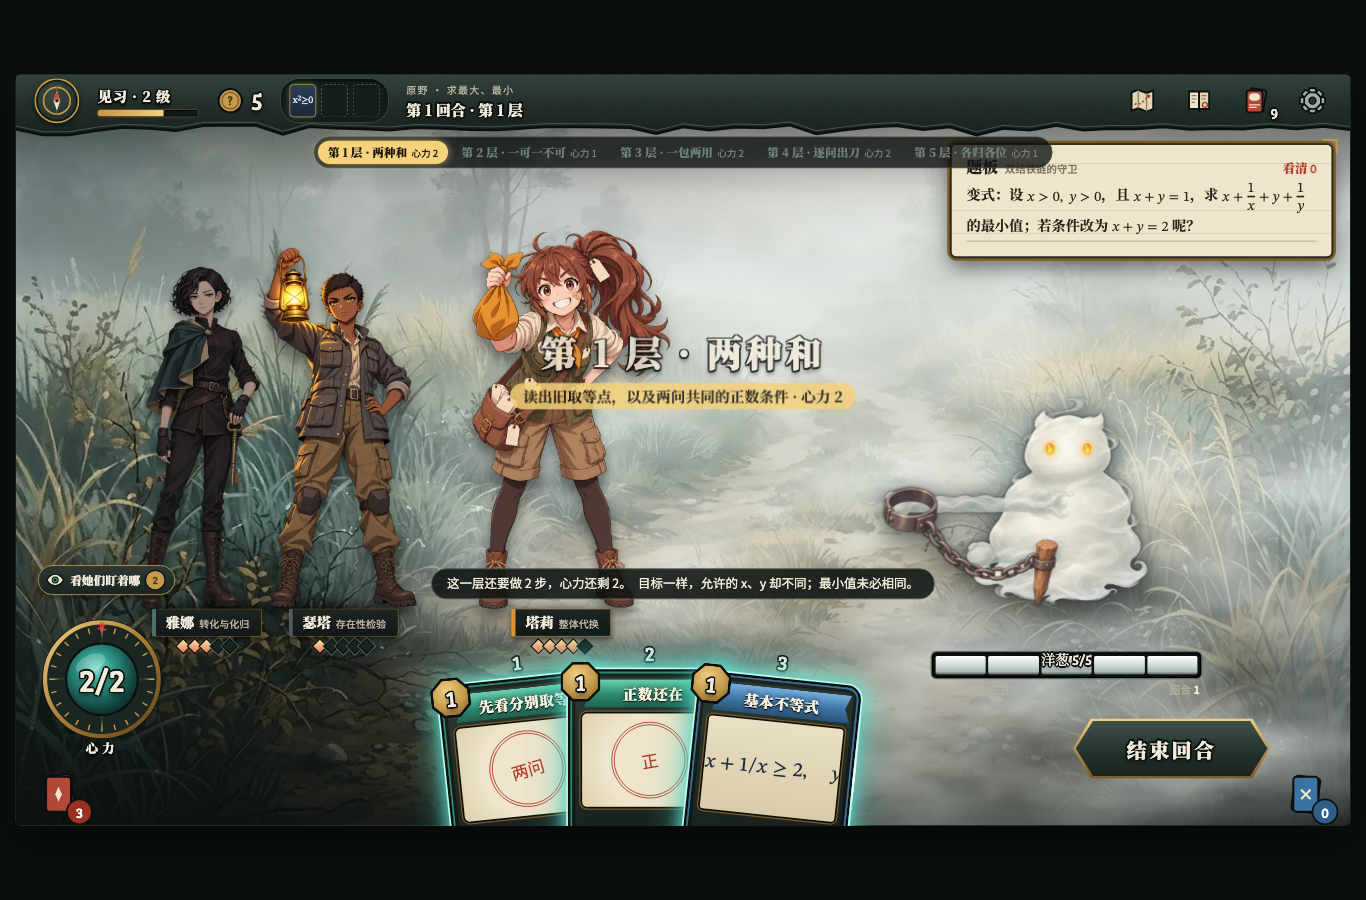 见习 · 2 级
? 5
x²≥0
原野 · 求最大、最小
第 1 回合 · 第 1 层
9
第 1 层 · 两种和 心力 2
第 2 层 · 一可一不可 心力 1
第 3 层 · 一包两用 心力 2
第 4 层 · 逐问出刀 心力 2
第 5 层 · 各归各位 心力 1
题板 双结铁链的守卫 看清 0
变式：设 x > 0, y > 0，且 x + y = 1，求 x + 1/x + y + 1/y
的最小值；若条件改为 x + y = 2 呢？
第 1 层 · 两种和
读出旧取等点，以及两问共同的正数条件 · 心力 2
看她们盯着哪 2
这一层还要做 2 步，心力还剩 2。 目标一样，允许的 x、y 却不同；最小值未必相同。
雅娜 转化与化归
瑟塔 存在性检验
塔莉 整体代换
2/2
心 力
3
1
1 先看分别取等
两问
2
1 正数还在
正
3
1 基本不等式
x + 1/x ≥ 2, y
洋葱 5/5
回合 1
结束回合
0